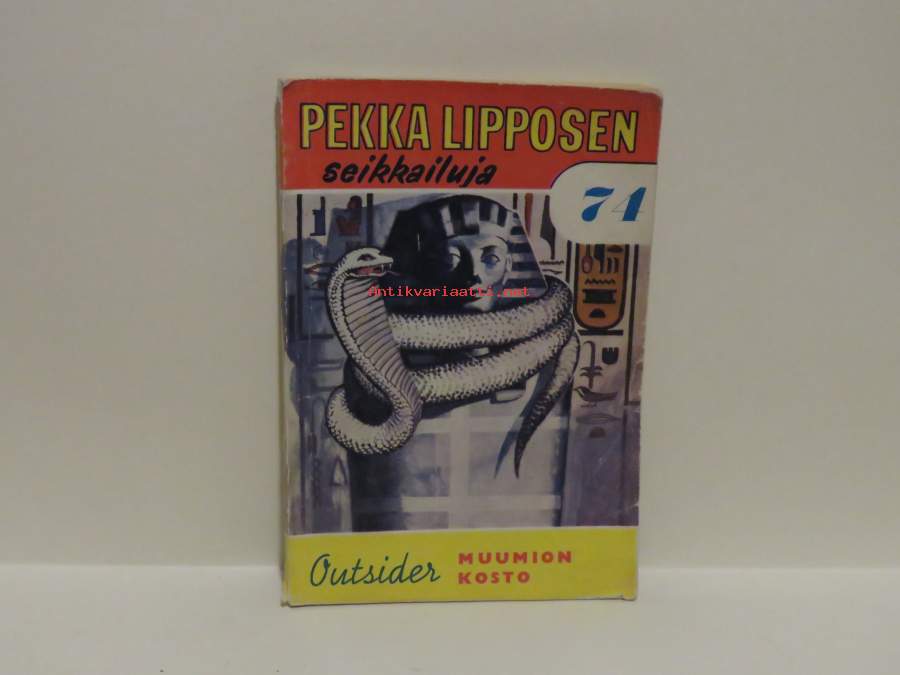 PEKKA LIPPOSEN
seikkailuja
74
Antikvariaatti.net
Outsider MUUMION
KOSTO